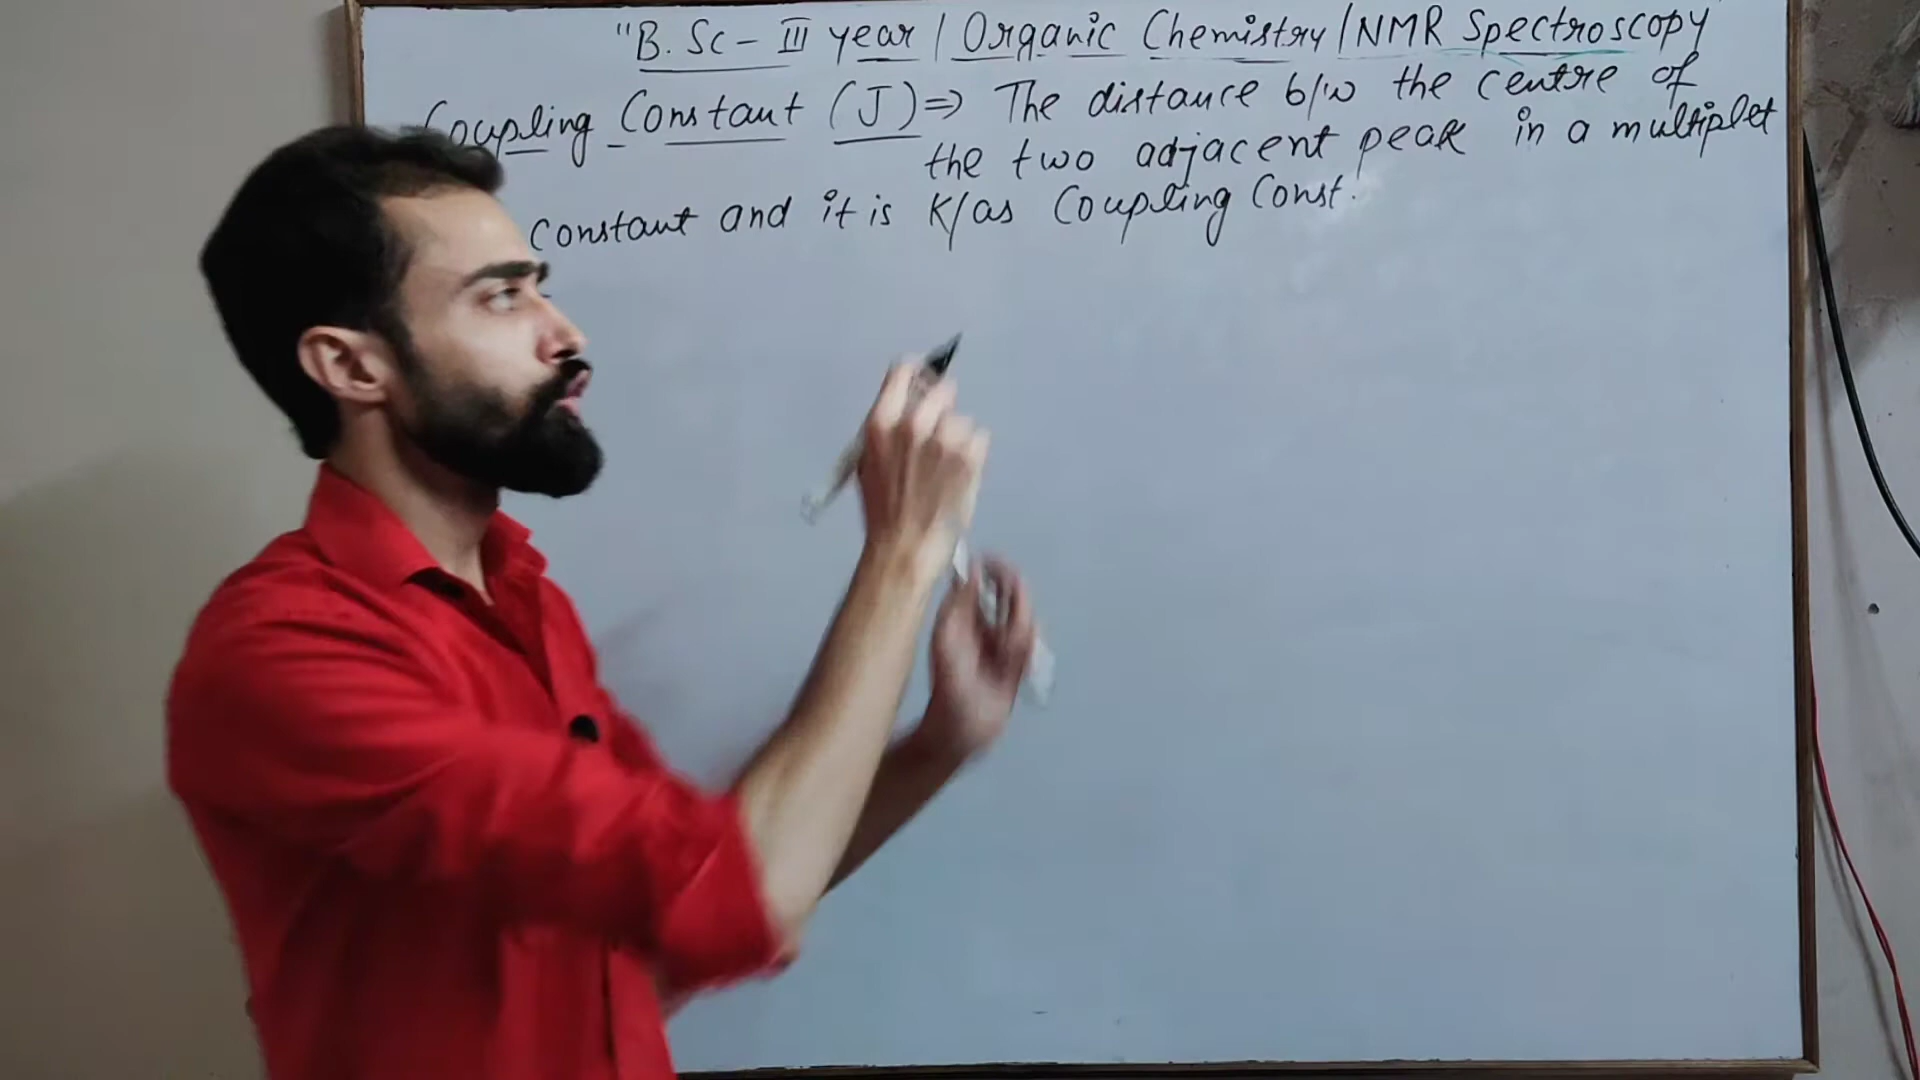 "B.Sc - III year / Organic Chemistry / NMR Spectroscopy
Coupling Constant (J) => The distance b/w the centre of
the two adjacent peak in a multiplet
constant and it is K/as Coupling Const.